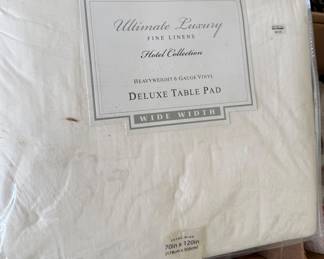 Ultimate Luxury
FINE LINENS
Hotel Collection
HEAVYWEIGHT 6 GAUGE VINYL
DELUXE TABLE PAD
WIDE WIDTH
70in x 120in